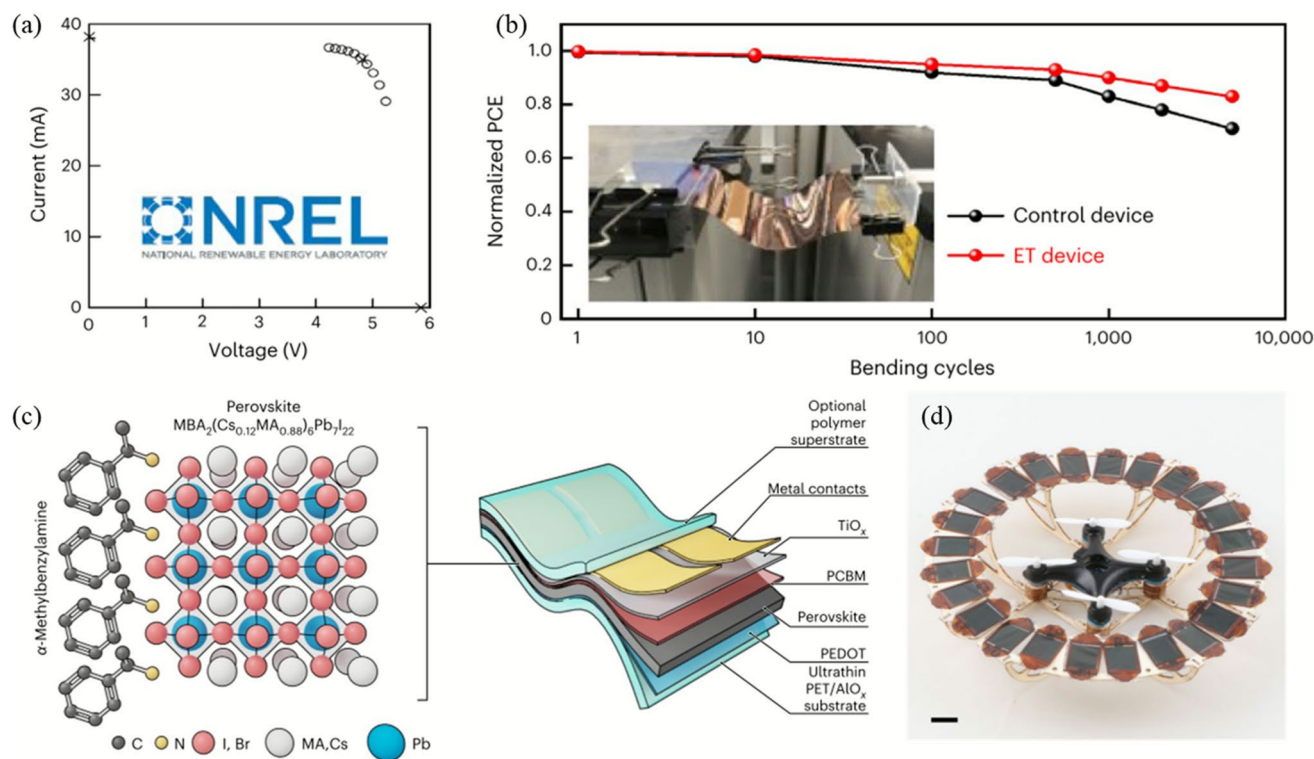 (a)
40
30
20
10
0
Current (mA)
0 1 2 3 4 5 6
Voltage (V)
NREL
NATIONAL RENEWABLE ENERGY LABORATORY
(b)
1.0
0.8
0.6
0.4
0.2
0
Normalized PCE
Control device
ET device
1 10 100 1,000 10,000
Bending cycles
(c)
Perovskite
MBA₂(Cs₀.₁₂MA₀.₈₈)₆Pb₇I₂₂
α-Methylbenzylamine
C N I, Br MA,Cs Pb
Optional
polymer
superstrate
Metal contacts
TiOₓ
PCBM
Perovskite
PEDOT
Ultrathin
PET/AlOₓ
substrate
(d)